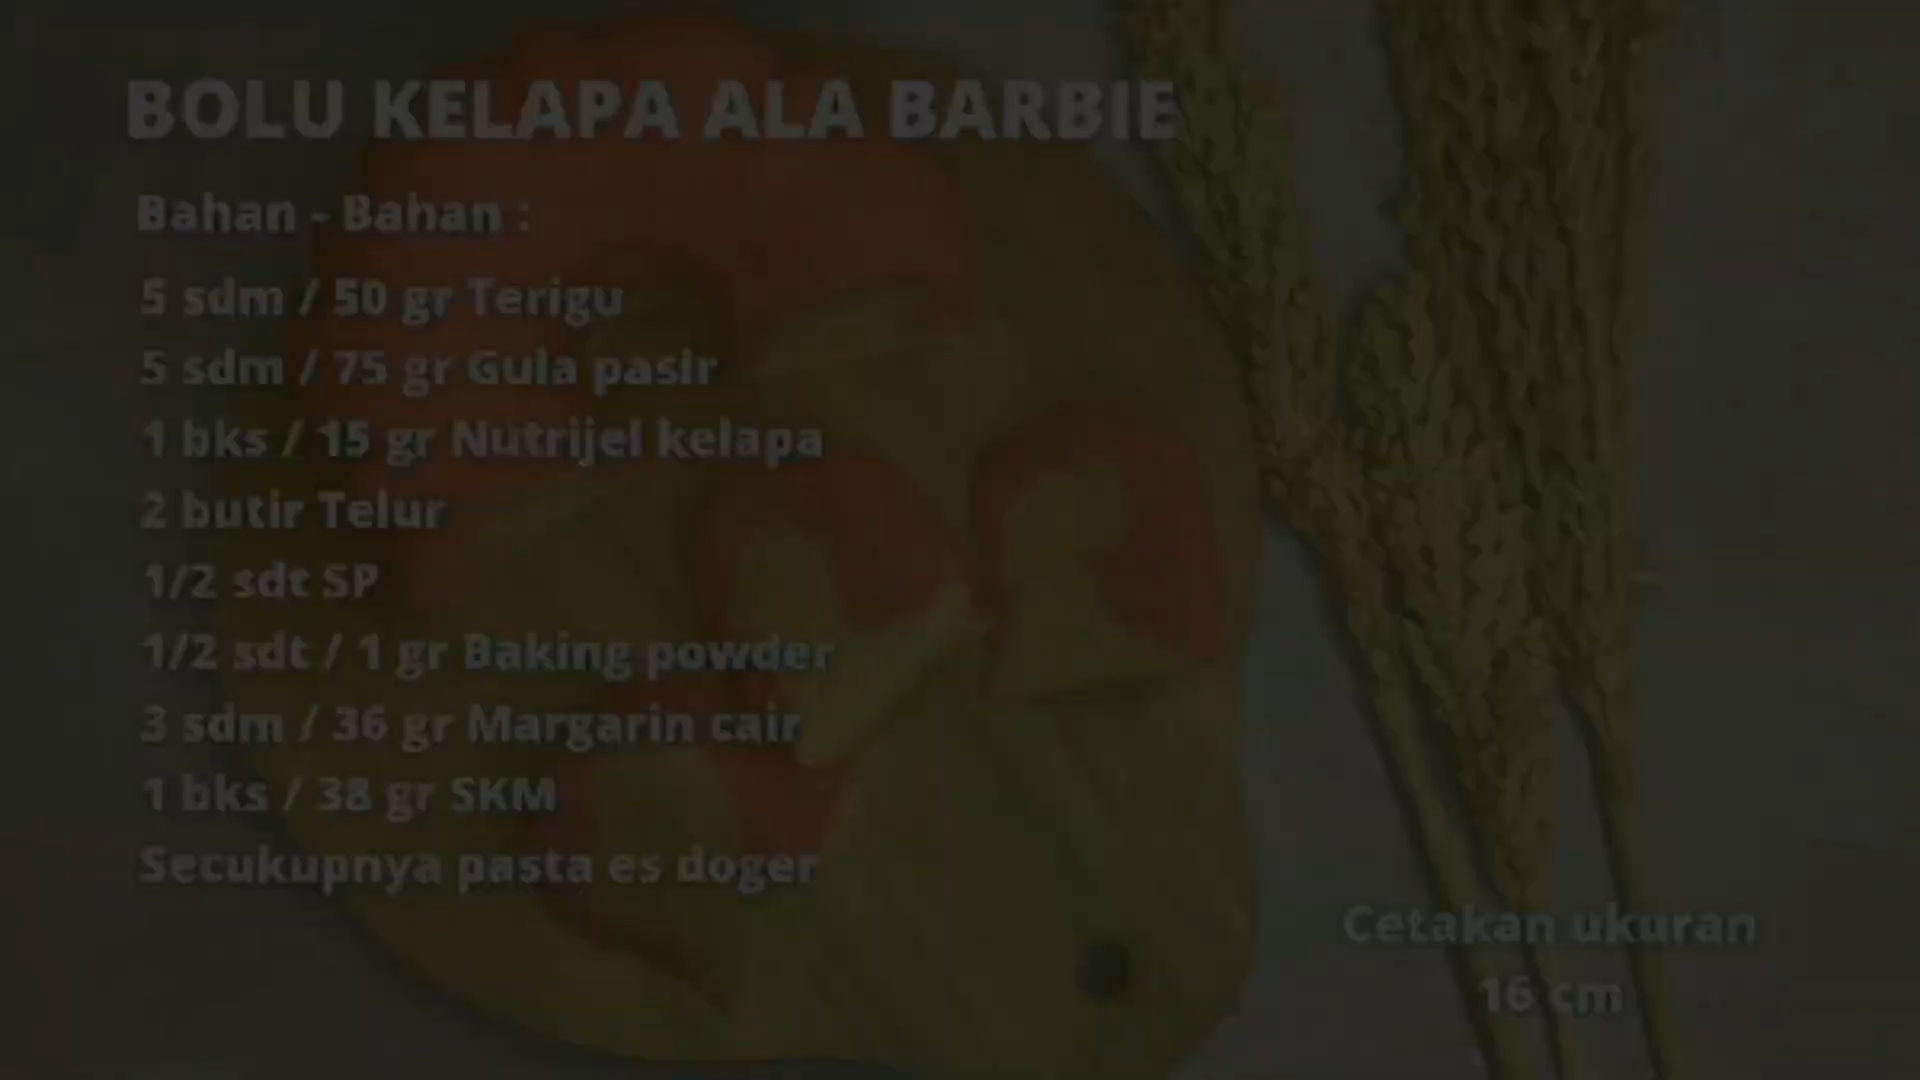 BOLU KELAPA ALA BARBIE
Bahan - Bahan :
5 sdm / 50 gr Terigu
5 sdm / 75 gr Gula pasir
1 bks / 15 gr Nutrijel kelapa
2 butir Telur
1/2 sdt SP
1/2 sdt / 1 gr Baking powder
3 sdm / 36 gr Margarin cair
1 bks / 38 gr SKM
Secukupnya pasta es doger
Cetakan ukuran
16 cm